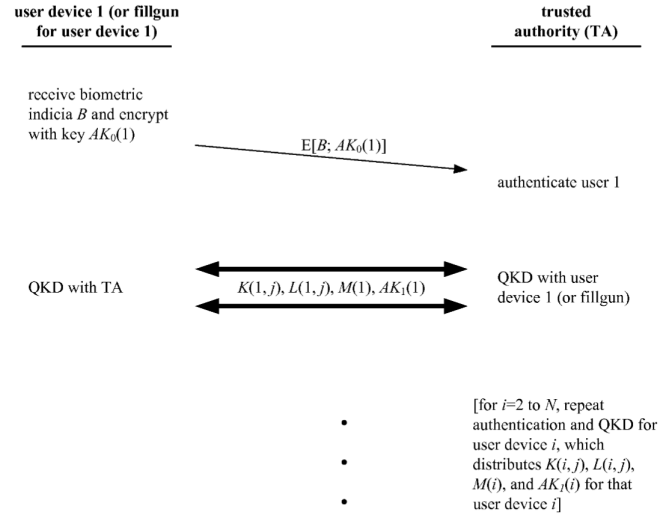 user device 1 (or fillgun
for user device 1)
trusted
authority (TA)
receive biometric
indicia B and encrypt
with key AK₀(1)
E[B; AK₀(1)]
authenticate user 1
QKD with TA
K(1, j), L(1, j), M(1), AK₁(1)
QKD with user
device 1 (or fillgun)
[for i=2 to N, repeat
authentication and QKD for
user device i, which
distributes K(i, j), L(i, j),
M(i), and AK₁(i) for that
user device i]